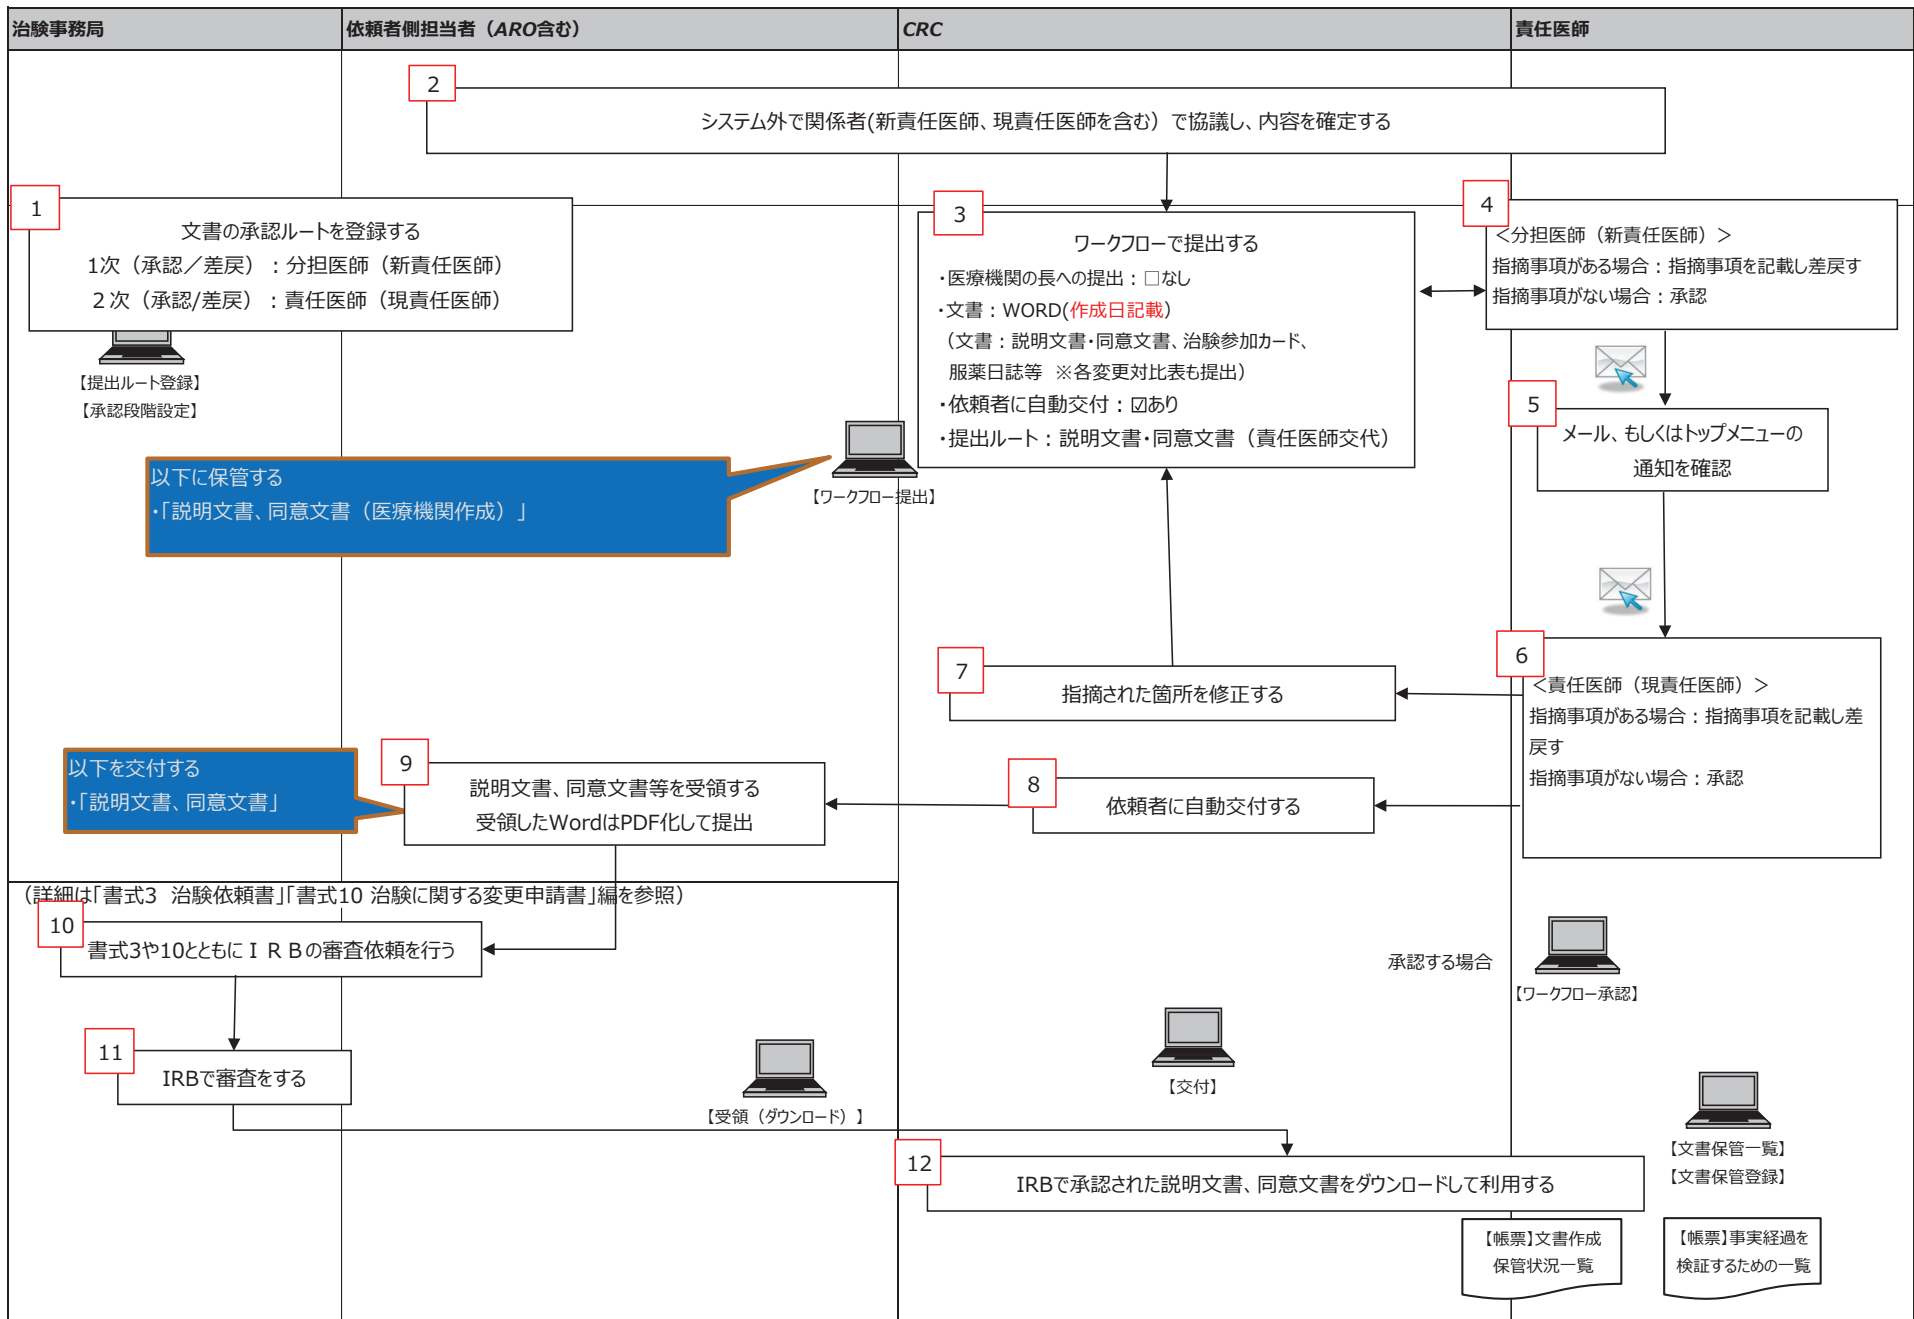 治験事務局
依頼者側担当者（ARO含む）
CRC
責任医師
2
システム外で関係者(新責任医師、現責任医師を含む）で協議し、内容を確定する
1
文書の承認ルートを登録する
1次（承認／差戻）：分担医師（新責任医師）
２次（承認/差戻）：責任医師（現責任医師）
【提出ルート登録】
【承認段階設定】
3
ワークフローで提出する
・医療機関の長への提出：□なし
・文書：WORD(作成日記載)
（文書：説明文書・同意文書、治験参加カード、
服薬日誌等 ※各変更対比表も提出）
・依頼者に自動交付：☑あり
・提出ルート：説明文書・同意文書（責任医師交代）
【ワークフロー提出】
4
＜分担医師（新責任医師）＞
指摘事項がある場合：指摘事項を記載し差戻す
指摘事項がない場合：承認
5
メール、もしくはトップメニューの
通知を確認
以下に保管する
・「説明文書、同意文書（医療機関作成）」
6
＜責任医師（現責任医師）＞
指摘事項がある場合：指摘事項を記載し差
戻す
指摘事項がない場合：承認
7
指摘された箇所を修正する
8
依頼者に自動交付する
9
説明文書、同意文書等を受領する
受領したWordはPDF化して提出
以下を交付する
・「説明文書、同意文書」
（詳細は「書式3 治験依頼書」「書式10 治験に関する変更申請書」編を参照）
10
書式3や10とともにＩＲＢの審査依頼を行う
承認する場合
【ワークフロー承認】
11
IRBで審査をする
【受領（ダウンロード）】
【交付】
【文書保管一覧】
【文書保管登録】
12
IRBで承認された説明文書、同意文書をダウンロードして利用する
【帳票】文書作成
保管状況一覧
【帳票】事実経過を
検証するための一覧